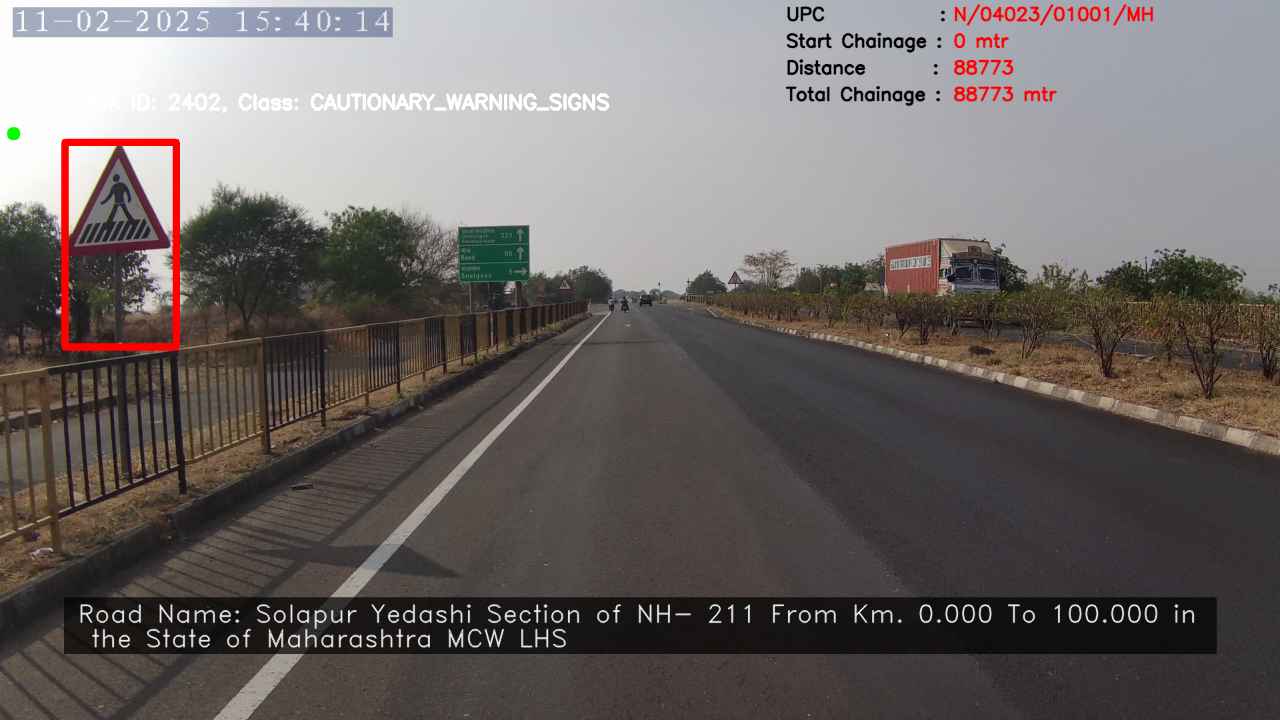 11-02-2025 15:40:14
UPC : N/04023/01001/MH
Start Chainage : 0 mtr
Distance : 88773
Total Chainage : 88773 mtr
ID: 2402, Class: CAUTIONARY_WARNING_SIGNS
Beed
Road Name: Solapur Yedashi Section of NH- 211 From Km. 0.000 To 100.000 in
the State of Maharashtra MCW LHS